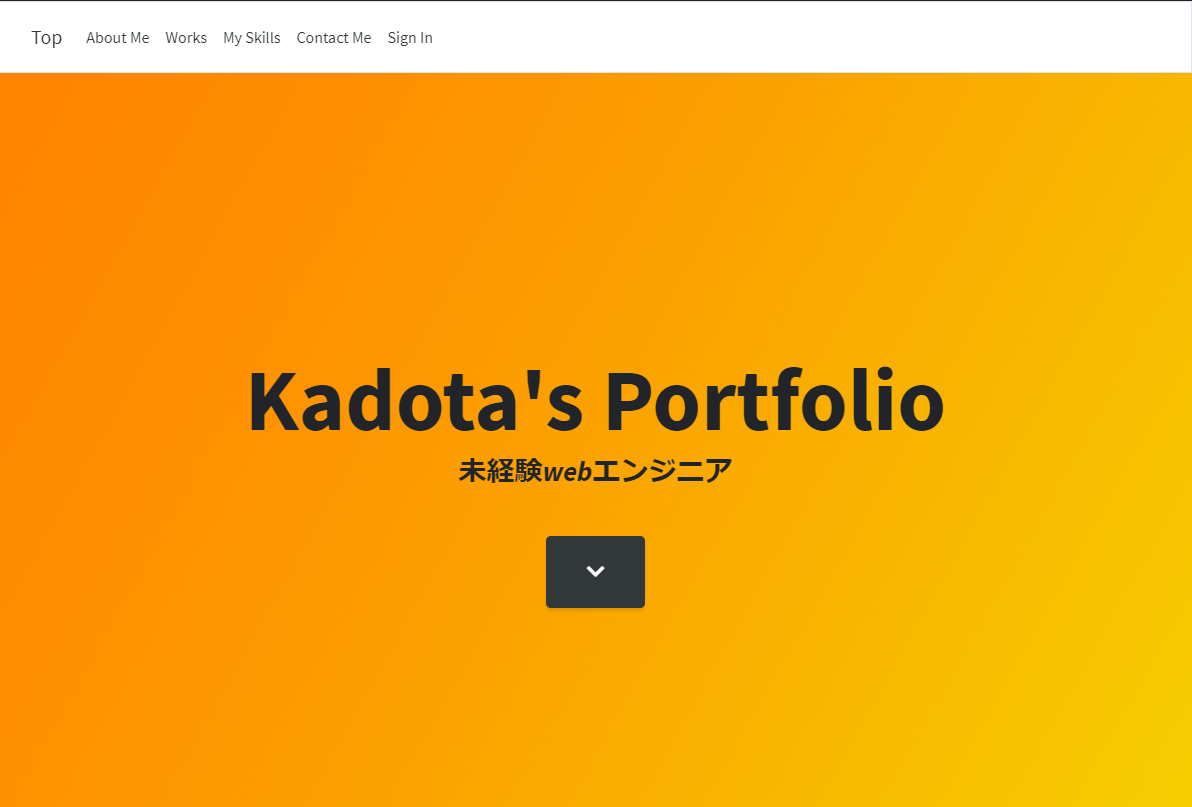 Top About Me Works My Skills Contact Me Sign In
Kadota's Portfolio
未経験webエンジニア